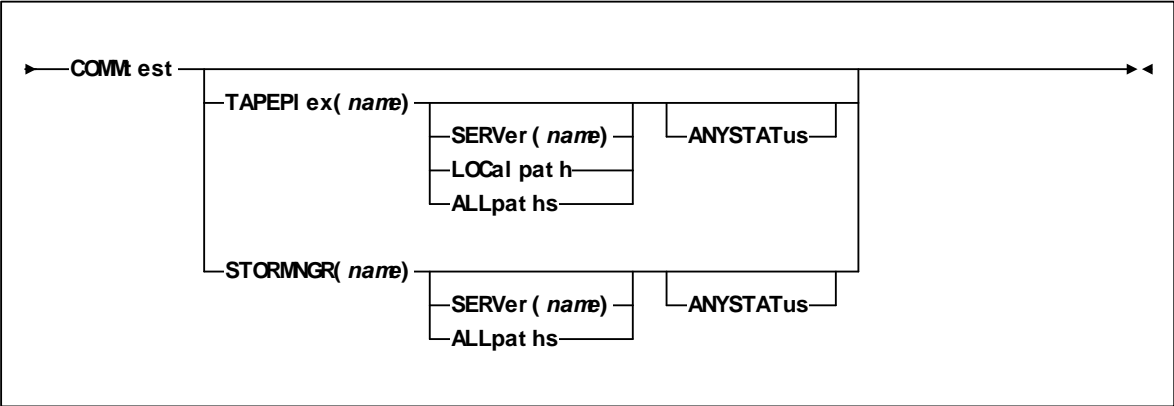 COMMtest
TAPEPlex(name)
SERVer(name) ANYSTATus
LOCalpath
ALLpaths
STORMNGR(name)
SERVer(name) ANYSTATus
ALLpaths